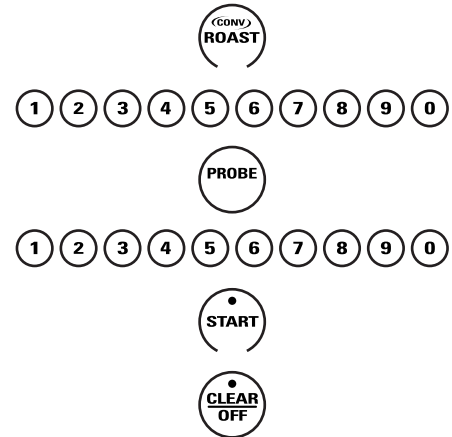 CONV
ROAST
1 2 3 4 5 6 7 8 9 0
PROBE
1 2 3 4 5 6 7 8 9 0
START
CLEAR
OFF